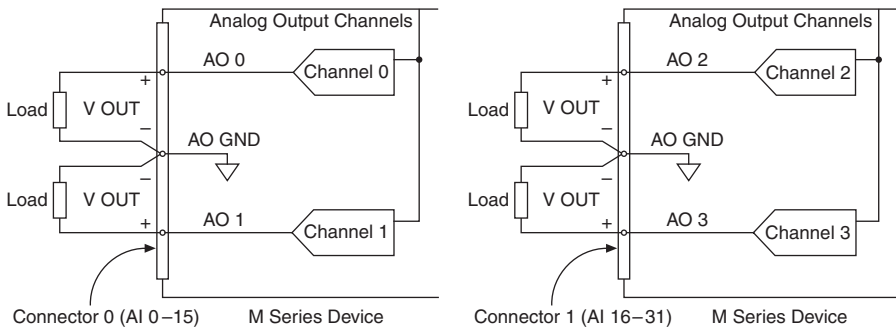 Analog Output Channels
AO 0
Channel 0
+
Load
V OUT
–
AO GND
–
Load
V OUT
+
AO 1
Channel 1
Connector 0 (AI 0–15)
M Series Device
Analog Output Channels
AO 2
Channel 2
+
Load
V OUT
–
AO GND
–
Load
V OUT
+
AO 3
Channel 3
Connector 1 (AI 16–31)
M Series Device